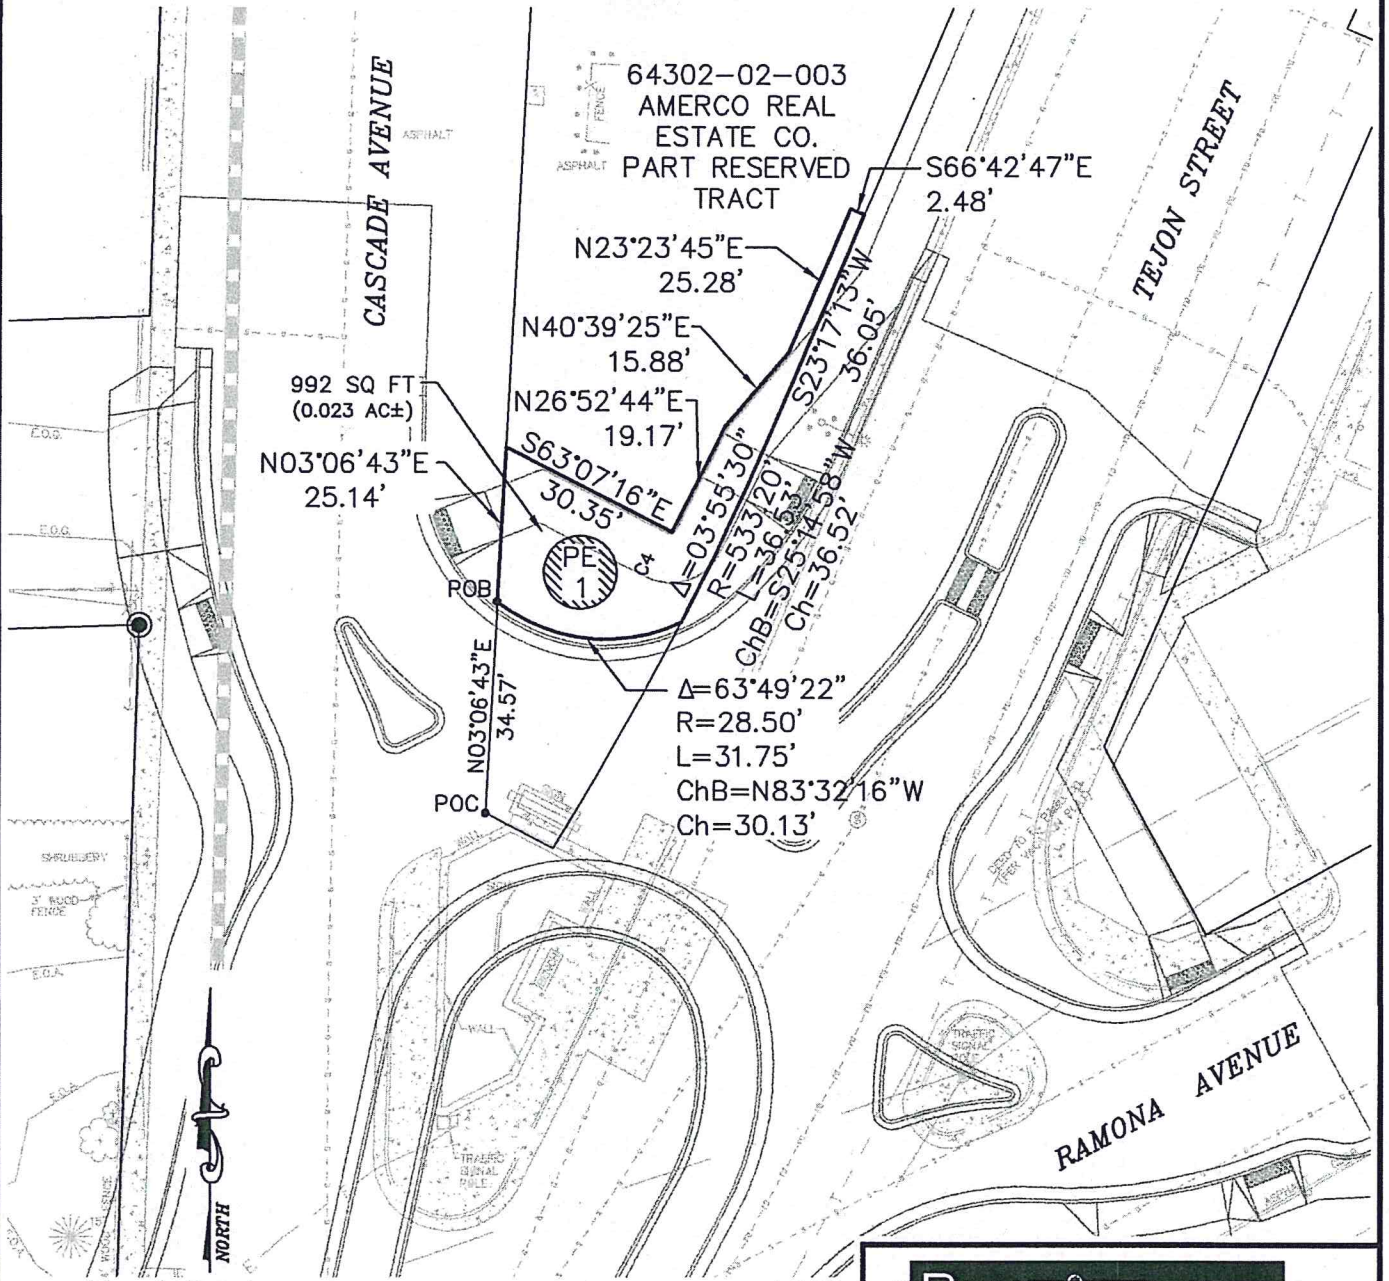 64302-02-003
AMERCO REAL
ESTATE CO.
PART RESERVED
TRACT
CASCADE AVENUE
ASPHALT
FENCE
ASPHALT
TEJON STREET
S66°42'47"E
2.48'
N23°23'45"E
25.28'
N40°39'25"E
15.88'
S23°17'13"W
36.05'
992 SQ FT
(0.023 AC±)
N26°52'44"E
19.17'
N03°06'43"E
25.14'
S63°07'16"E
30.35'
Δ=03°55'30"
R=533.20'
L=36.53'
ChB=S25°14'58"W
Ch=36.52'
E.O.G.
E.O.G.
PE
1
C4
POB
N03°06'43"E
34.57'
Δ=63°49'22"
R=28.50'
L=31.75'
ChB=N83°32'16"W
Ch=30.13'
POC
WALL
SIGN
SHRUBBERY
3' WOOD
FENCE
E.O.A.
WALL
TRAFFIC
SIGNAL
POLE
TRAFFIC
SIGNAL
POLE
RAMONA AVENUE
E.O.A.
NORTH